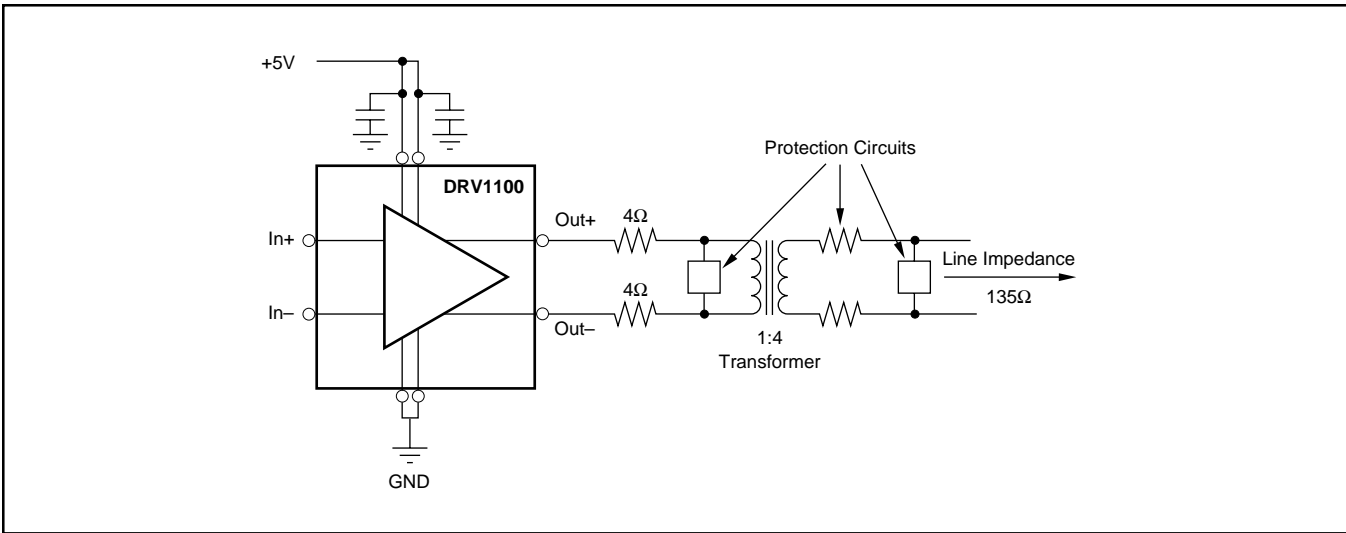 +5V
Protection Circuits
DRV1100
In+
In–
Out+
Out–
4Ω
4Ω
1:4
Transformer
Line Impedance
135Ω
GND